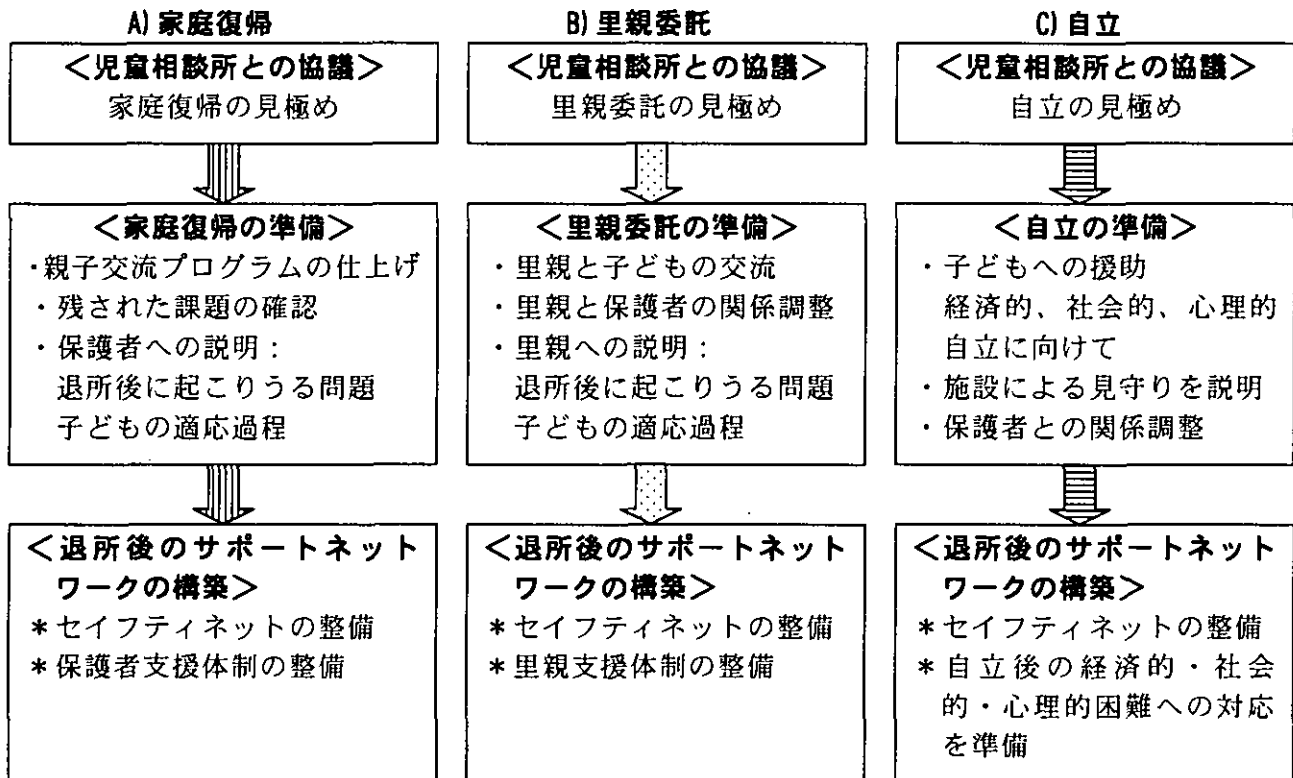 A) 家庭復帰
＜児童相談所との協議＞
家庭復帰の見極め
＜家庭復帰の準備＞
・親子交流プログラムの仕上げ
・残された課題の確認
・保護者への説明：
退所後に起こりうる問題
子どもの適応過程
＜退所後のサポートネット
ワークの構築＞
＊セイフティネットの整備
＊保護者支援体制の整備
B) 里親委託
＜児童相談所との協議＞
里親委託の見極め
＜里親委託の準備＞
・里親と子どもの交流
・里親と保護者の関係調整
・里親への説明：
退所後に起こりうる問題
子どもの適応過程
＜退所後のサポートネット
ワークの構築＞
＊セイフティネットの整備
＊里親支援体制の整備
C) 自立
＜児童相談所との協議＞
自立の見極め
＜自立の準備＞
・子どもへの援助
経済的、社会的、心理的
自立に向けて
・施設による見守りを説明
・保護者との関係調整
＜退所後のサポートネット
ワークの構築＞
＊セイフティネットの整備
＊自立後の経済的・社会
的・心理的困難への対応
を準備